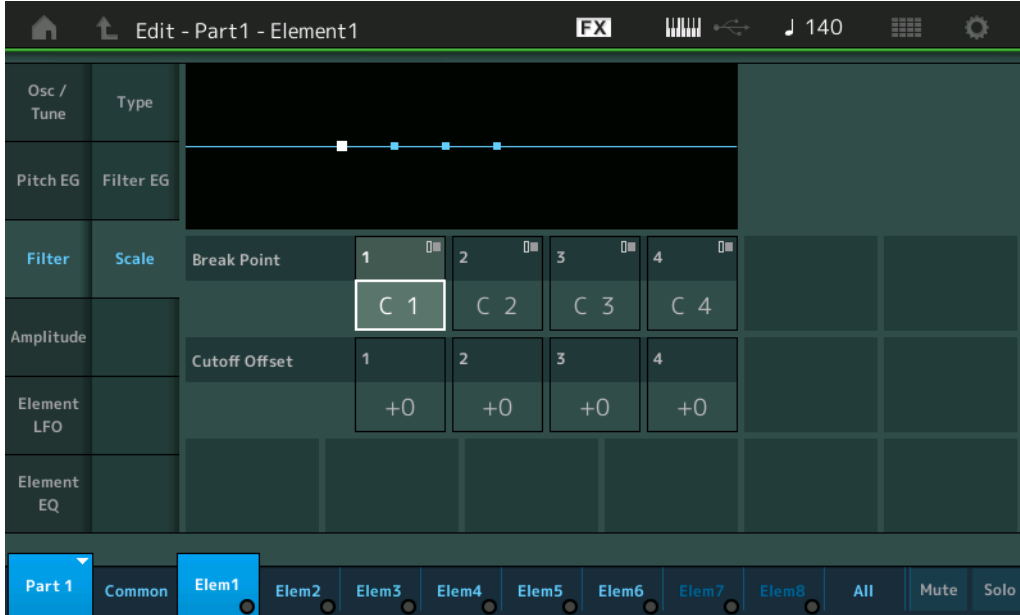 Edit - Part1 - Element1
FX
♩ 140
Osc /
Tune
Type
Pitch EG
Filter EG
Filter
Scale
Break Point
1
2
3
4
C 1
C 2
C 3
C 4
Amplitude
Cutoff Offset
1
2
3
4
+0
+0
+0
+0
Element
LFO
Element
EQ
Part 1
Common
Elem1
Elem2
Elem3
Elem4
Elem5
Elem6
Elem7
Elem8
All
Mute
Solo